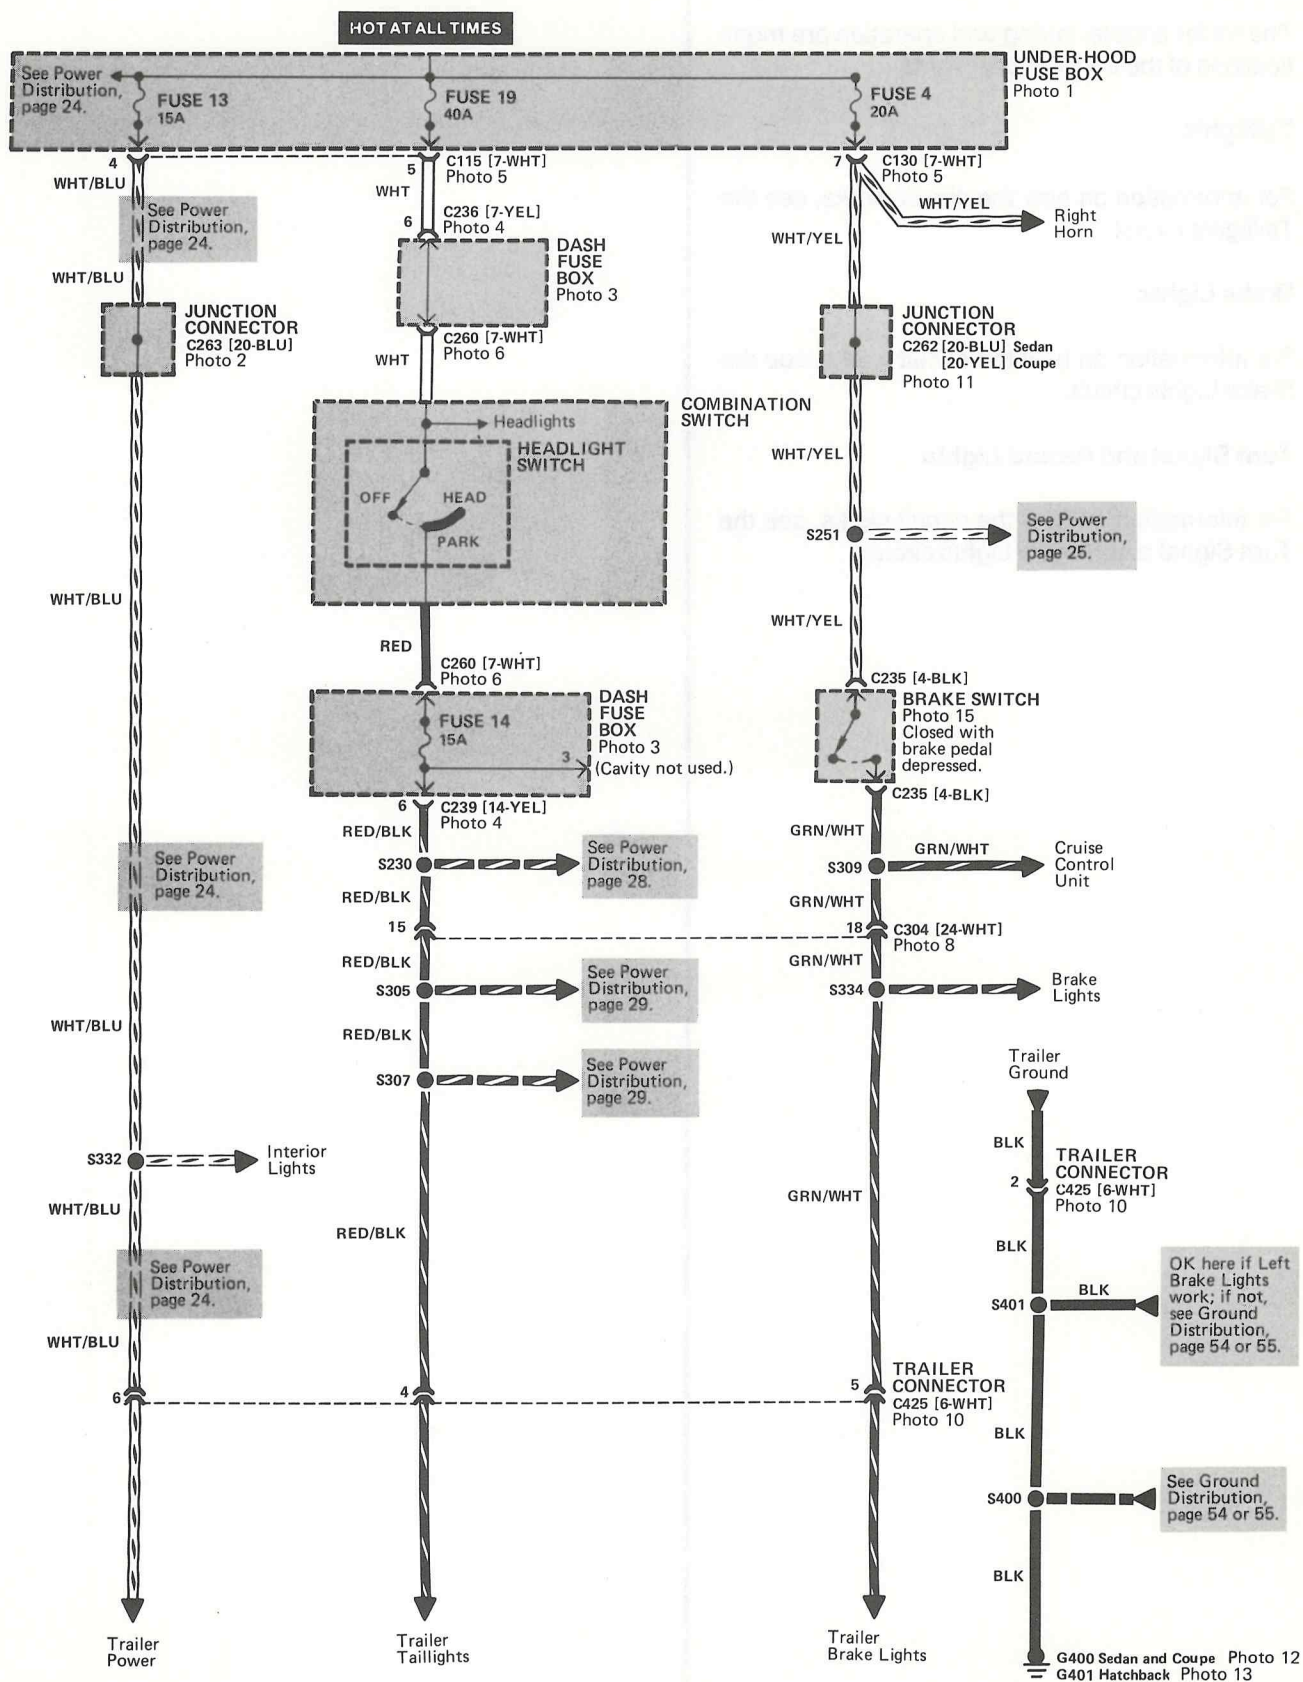 HOT AT ALL TIMES
See Power
Distribution,
page 24.
FUSE 13
15A
FUSE 19
40A
FUSE 4
20A
UNDER-HOOD
FUSE BOX
Photo 1
4
5
C115 [7-WHT]
Photo 5
7
C130 [7-WHT]
Photo 5
WHT/BLU
See Power
Distribution,
page 24.
WHT
6
C236 [7-YEL]
Photo 4
WHT/YEL
Right
Horn
WHT/YEL
DASH
FUSE
BOX
Photo 3
WHT/BLU
JUNCTION
CONNECTOR
C263 [20-BLU]
Photo 2
C260 [7-WHT]
Photo 6
WHT
JUNCTION
CONNECTOR
C262 [20-BLU] Sedan
[20-YEL] Coupe
Photo 11
COMBINATION
SWITCH
Headlights
HEADLIGHT
SWITCH
OFF
HEAD
PARK
WHT/YEL
S251
See Power
Distribution,
page 25.
WHT/BLU
WHT/YEL
RED
C260 [7-WHT]
Photo 6
C235 [4-BLK]
DASH
FUSE
BOX
Photo 3
FUSE 14
15A
3
(Cavity not used.)
BRAKE SWITCH
Photo 15
Closed with
brake pedal
depressed.
6
C239 [14-YEL]
Photo 4
C235 [4-BLK]
RED/BLK
GRN/WHT
See Power
Distribution,
page 24.
S230
See Power
Distribution,
page 28.
S309
GRN/WHT
Cruise
Control
Unit
RED/BLK
GRN/WHT
15
18
C304 [24-WHT]
Photo 8
RED/BLK
GRN/WHT
S305
See Power
Distribution,
page 29.
S334
Brake
Lights
WHT/BLU
RED/BLK
S307
See Power
Distribution,
page 29.
Trailer
Ground
BLK
S332
Interior
Lights
TRAILER
CONNECTOR
2
C425 [6-WHT]
Photo 10
GRN/WHT
WHT/BLU
RED/BLK
BLK
See Power
Distribution,
page 24.
S401
BLK
OK here if Left
Brake Lights
work; if not,
see Ground
Distribution,
page 54 or 55.
WHT/BLU
6
4
5
TRAILER
CONNECTOR
C425 [6-WHT]
Photo 10
BLK
S400
See Ground
Distribution,
page 54 or 55.
BLK
Trailer
Power
Trailer
Taillights
Trailer
Brake Lights
G400 Sedan and Coupe Photo 12
G401 Hatchback Photo 13